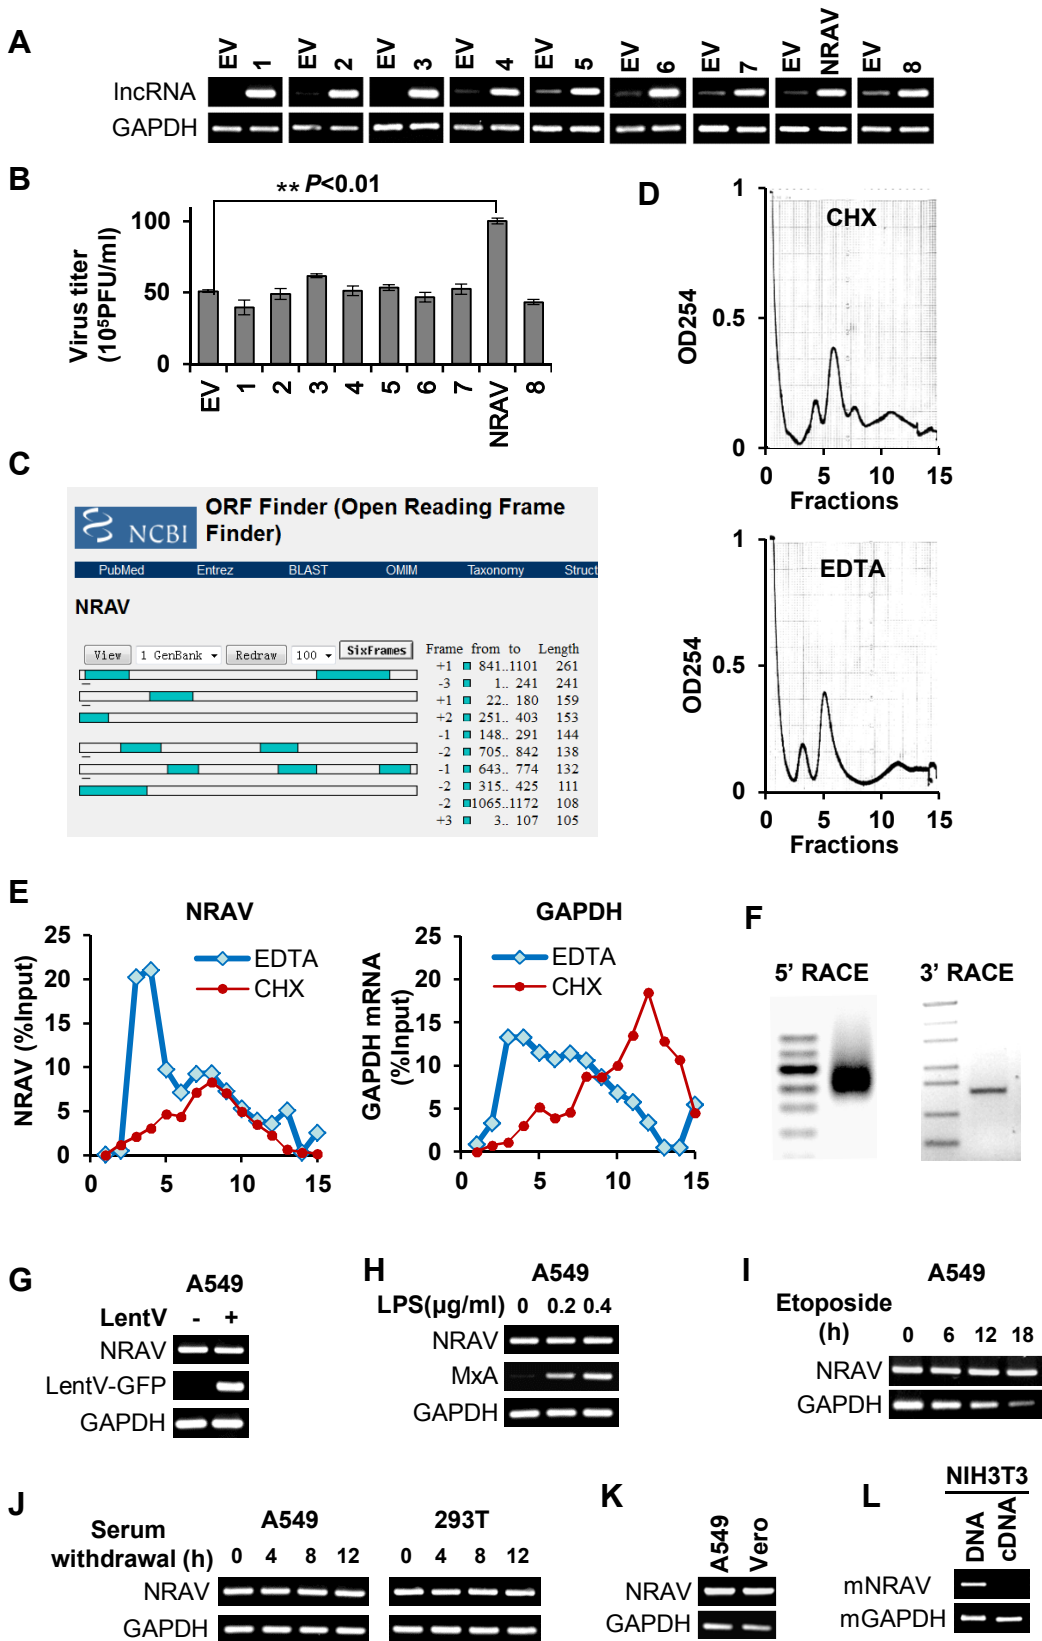 A
EV 1 EV 2 EV 3 EV 4 EV 5 EV 6 EV 7 EV NRAV EV 8
lncRNA
GAPDH
B
** P<0.01
Virus titer
(10⁵PFU/ml)
100
50
0
EV 1 2 3 4 5 6 7 NRAV 8
C
NCBI
ORF Finder (Open Reading Frame
Finder)
PubMed Entrez BLAST OMIM Taxonomy Struct
NRAV
View 1 GenBank Redraw 100 SixFrames
Frame from to Length
+1 841..1101 261
-3 1.. 241 241
+1 22.. 180 159
+2 251.. 403 153
-1 148.. 291 144
-2 705.. 842 138
-1 643.. 774 132
-2 315.. 425 111
-2 1065..1172 108
+3 3.. 107 105
D
CHX
OD254
1
0.5
0
0 5 10 15
Fractions
EDTA
OD254
1
0.5
0
0 5 10 15
Fractions
E
NRAV
NRAV (%Input)
25
20
15
10
5
0
0 5 10 15
EDTA
CHX
GAPDH
GAPDH mRNA
(%Input)
25
20
15
10
5
0
0 5 10 15
EDTA
CHX
F
5' RACE
3' RACE
G
A549
LentV - +
NRAV
LentV-GFP
GAPDH
H
A549
LPS(μg/ml) 0 0.2 0.4
NRAV
MxA
GAPDH
I
A549
Etoposide
(h) 0 6 12 18
NRAV
GAPDH
J
A549 293T
Serum
withdrawal (h) 0 4 8 12 0 4 8 12
NRAV
GAPDH
K
A549 Vero
NRAV
GAPDH
L
NIH3T3
DNA cDNA
mNRAV
mGAPDH